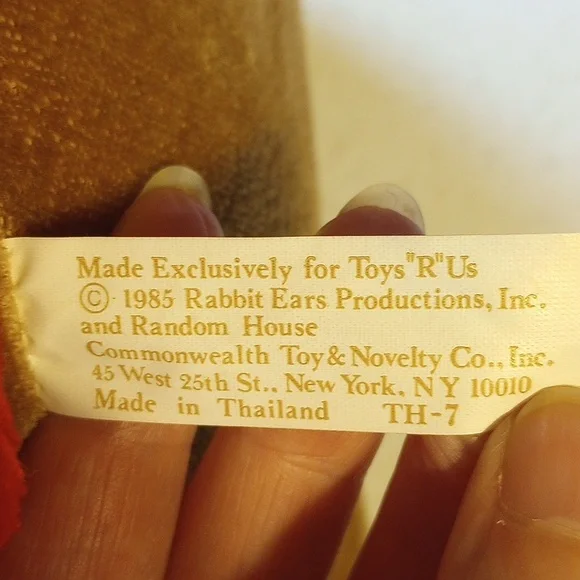 Made Exclusively for Toys"R"Us
©. 1985 Rabbit Ears Productions, Inc.
and Random House
Commonwealth Toy & Novelty Co., Inc.
45 West 25th St., New York, NY 10010
Made in Thailand TH-7